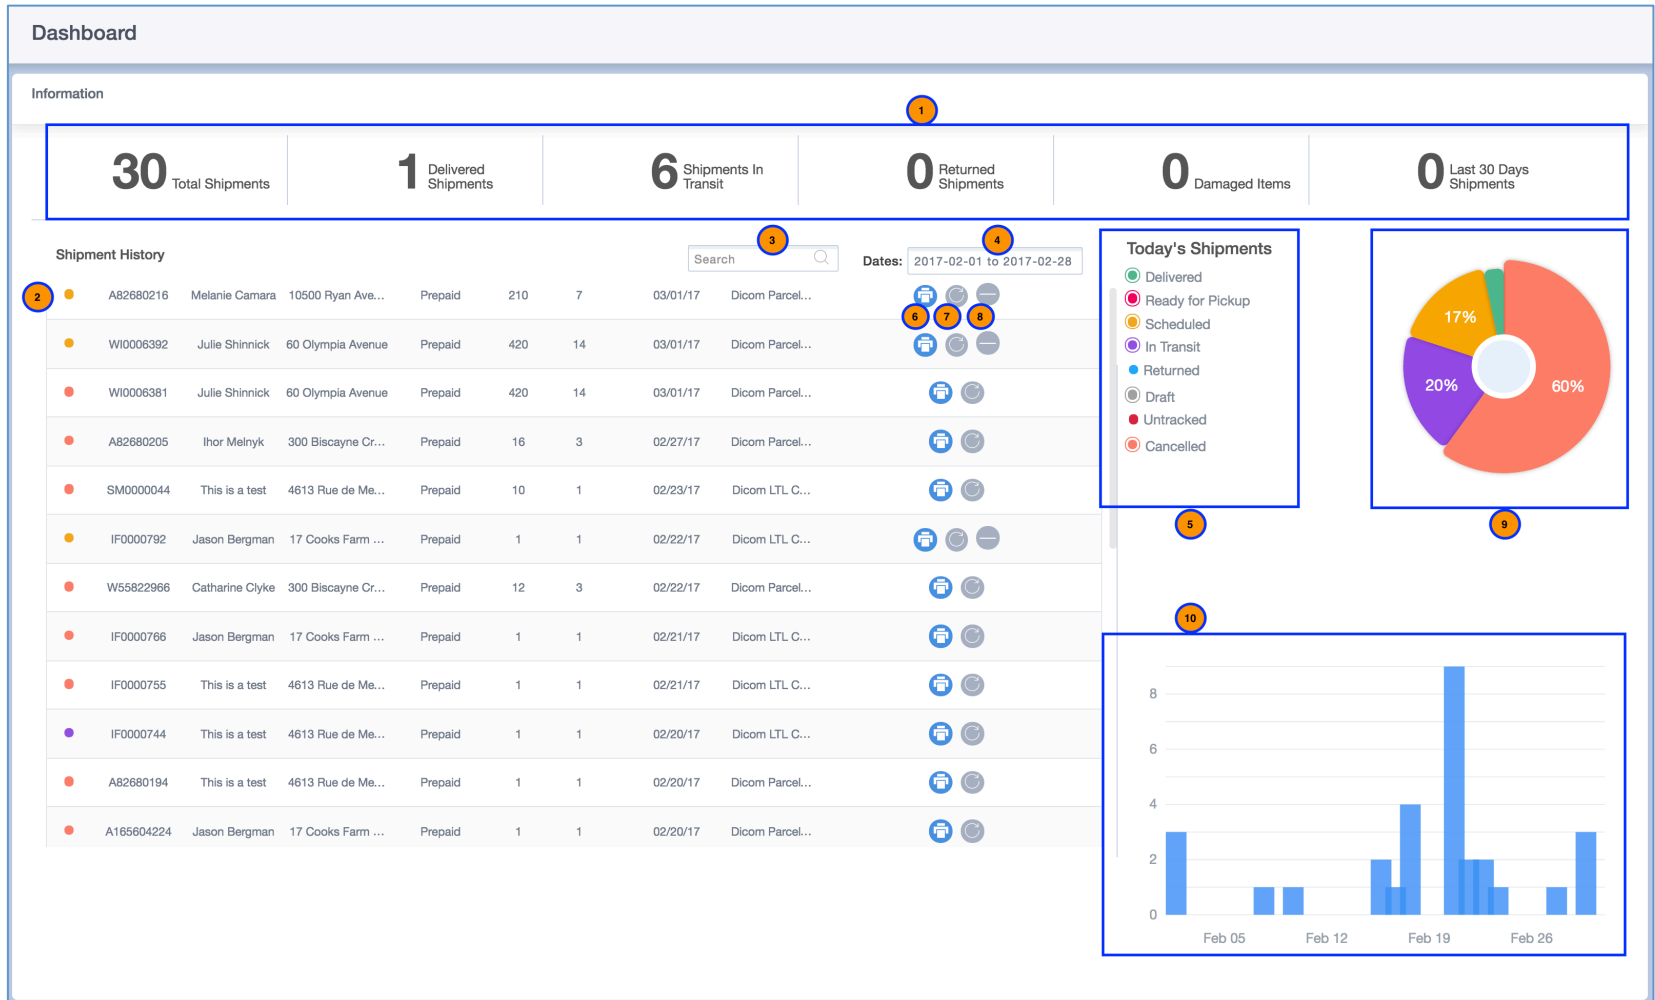 Dashboard
Information
1
30 Total Shipments
1 Delivered Shipments
6 Shipments In Transit
0 Returned Shipments
0 Damaged Items
0 Last 30 Days Shipments
Shipment History
3
Search
Dates:
4
2017-02-01 to 2017-02-28
2
A82680216 Melanie Camara 10500 Ryan Ave... Prepaid 210 7 03/01/17 Dicom Parcel...
6 7 8
WI0006392 Julie Shinnick 60 Olympia Avenue Prepaid 420 14 03/01/17 Dicom Parcel...
WI0006381 Julie Shinnick 60 Olympia Avenue Prepaid 420 14 03/01/17 Dicom Parcel...
A82680205 Ihor Melnyk 300 Biscayne Cr... Prepaid 16 3 02/27/17 Dicom Parcel...
SM0000044 This is a test 4613 Rue de Me... Prepaid 10 1 02/23/17 Dicom LTL C...
IF0000792 Jason Bergman 17 Cooks Farm ... Prepaid 1 1 02/22/17 Dicom LTL C...
W55822966 Catharine Clyke 300 Biscayne Cr... Prepaid 12 3 02/22/17 Dicom Parcel...
IF0000766 Jason Bergman 17 Cooks Farm ... Prepaid 1 1 02/21/17 Dicom LTL C...
IF0000755 This is a test 4613 Rue de Me... Prepaid 1 1 02/21/17 Dicom LTL C...
IF0000744 This is a test 4613 Rue de Me... Prepaid 1 1 02/20/17 Dicom LTL C...
A82680194 This is a test 4613 Rue de Me... Prepaid 1 1 02/20/17 Dicom Parcel...
A165604224 Jason Bergman 17 Cooks Farm ... Prepaid 1 1 02/20/17 Dicom Parcel...
Today's Shipments
Delivered
Ready for Pickup
Scheduled
In Transit
Returned
Draft
Untracked
Cancelled
5
17%
20%
60%
9
10
8
6
4
2
0
Feb 05 Feb 12 Feb 19 Feb 26